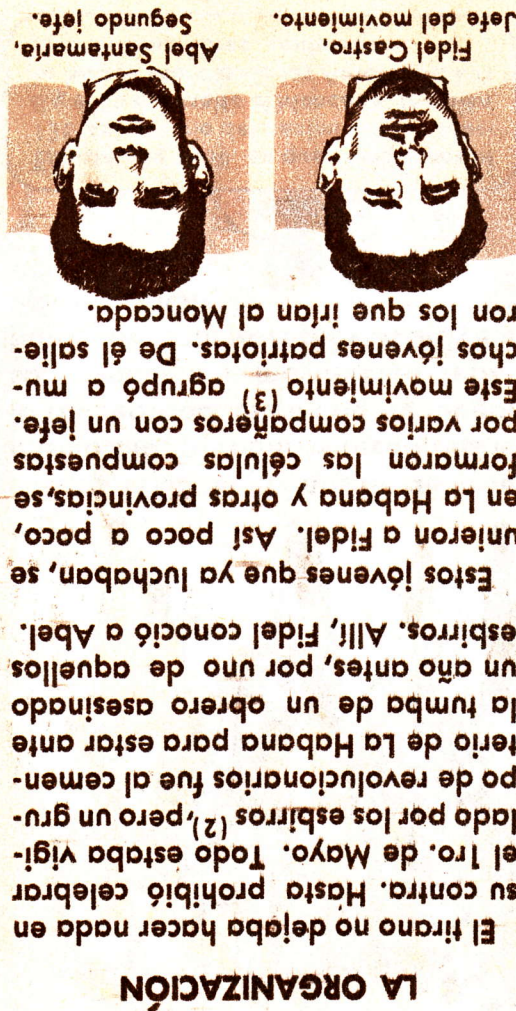 LA ORGANIZACIÓN
El tirano no dejaba hacer nada en
su contra. Hasta prohibió celebrar
el 1ro. de Mayo. Todo estaba vigi-
lado por los esbirros (2), pero un gru-
po de revolucionarios fue al cemen-
terio de La Habana para estar ante
la tumba de un obrero asesinado
un año antes, por uno de aquellos
esbirros. Allí, Fidel conoció a Abel.
Estos jóvenes que ya luchaban, se
unieron a Fidel. Así poco a poco,
en La Habana y otras provincias, se
formaron las células compuestas
por varios compañeros con un jefe.
Este movimiento (3) agrupó a mu-
chos jóvenes patriotas. De él salie-
ron los que irían al Moncada.
Fidel Castro,
Jefe del movimiento.
Abel Santamaría,
Segundo jefe.